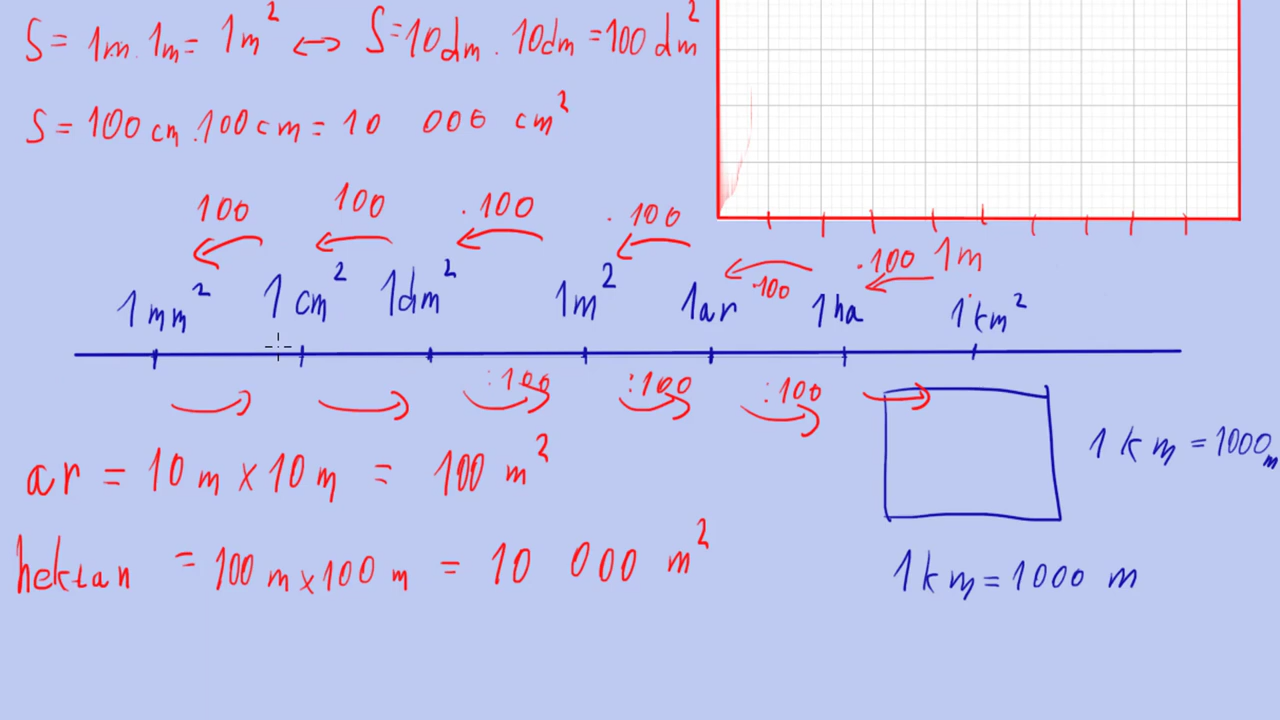 S = 1m . 1m = 1m² ↔ S = 10dm . 10dm = 100 dm²
S = 100 cm . 100 cm = 10 000 cm²
100 100 .100 .100 .100 .100 1m
1mm² 1cm² 1dm² 1m² 1ar 1ha 1km²
:100 :100 :100
1 km = 1000 m
ar = 10 m x 10 m = 100 m²
hektar = 100 m x 100 m = 10 000 m²
1 km = 1000 m